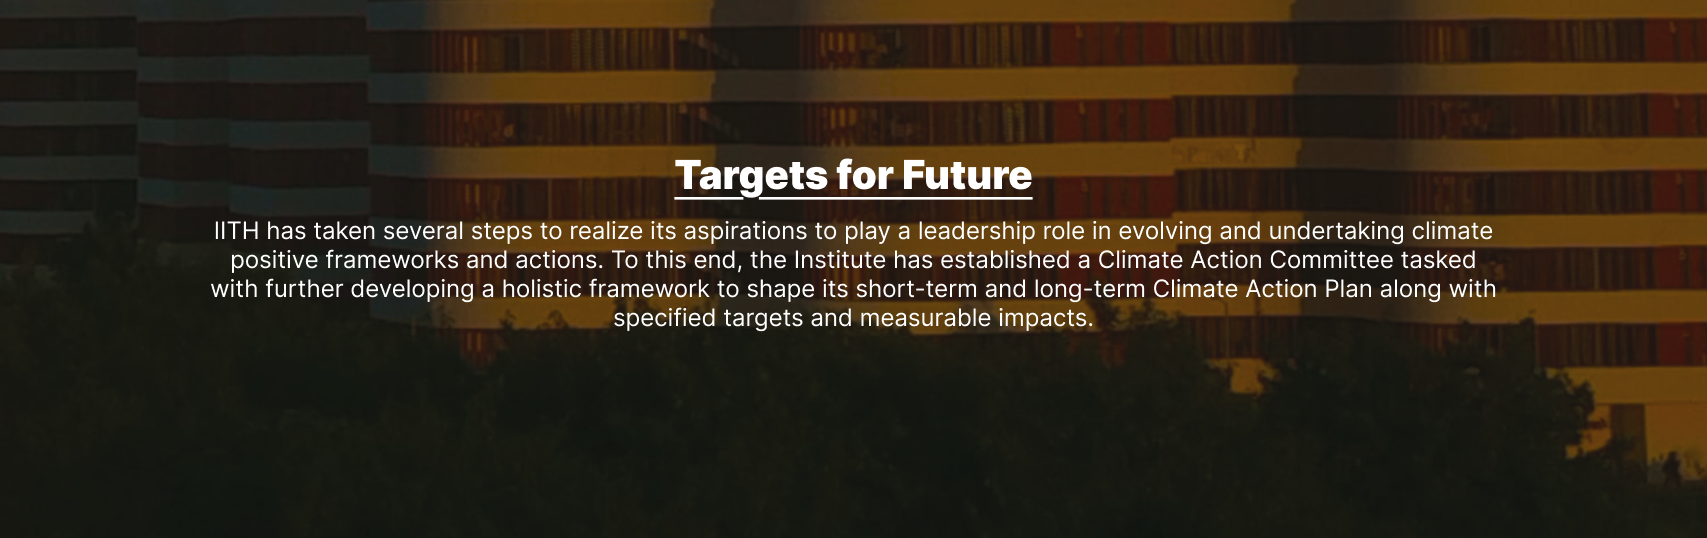 Targets for Future
IITH has taken several steps to realize its aspirations to play a leadership role in evolving and undertaking climate
positive frameworks and actions. To this end, the Institute has established a Climate Action Committee tasked
with further developing a holistic framework to shape its short-term and long-term Climate Action Plan along with
specified targets and measurable impacts.